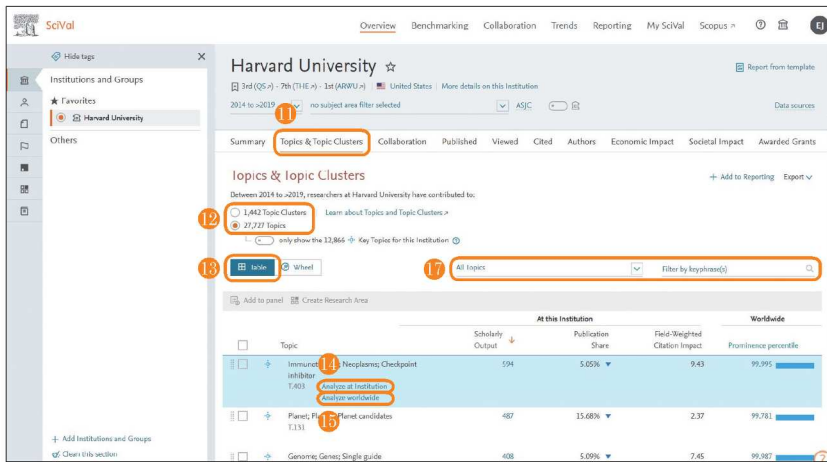 SciVal
Overview Benchmarking Collaboration Trends Reporting My SciVal Scopus EJ
Hide tags
Institutions and Groups
Favorites
Harvard University
Others
+ Add Institutions and Groups
Clean this section
Harvard University
Report from template
3rd (QS) - 7th (THE) - 1st (ARWU) United States More details on this Institution
2014 to >2019 no subject area filter selected ASJC Data sources
11
Summary Topics & Topic Clusters Collaboration Published Viewed Cited Authors Economic Impact Societal Impact Awarded Grants
Topics & Topic Clusters
+ Add to Reporting Export
Between 2014 to >2019, researchers at Harvard University have contributed to:
12
1,442 Topic Clusters Learn about Topics and Topic Clusters
27,727 Topics
only show the 12,866 Key Topics for this Institution
13 Table Wheel
17 All Topics Filter by keyphrase(s)
Add to panel Create Research Area
At this Institution Worldwide
Topic Scholarly Output Publication Share Field-Weighted Citation Impact Prominence percentile
14
Neoplasms; Checkpoint 594 5.05% 9.43 99.995
inhibitor
T.403 Analyze at Institution
Analyze worldwide
15
Planet; Planet candidates 487 15.68% 2.37 99.781
T.131
Genome; Genes; Single guide 408 5.09% 7.45 99.987